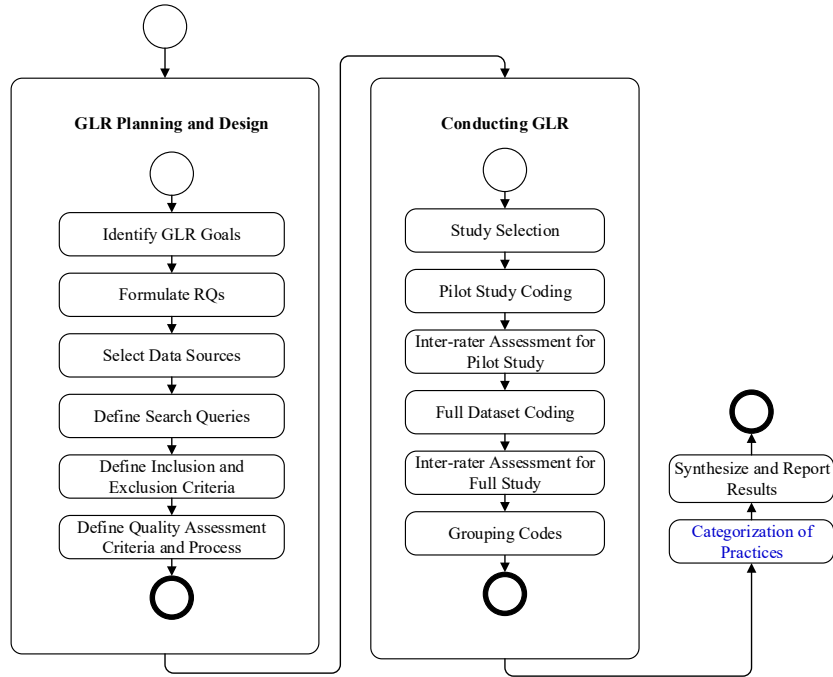 GLR Planning and Design
Identify GLR Goals
Formulate RQs
Select Data Sources
Define Search Queries
Define Inclusion and
Exclusion Criteria
Define Quality Assessment
Criteria and Process
Conducting GLR
Study Selection
Pilot Study Coding
Inter-rater Assessment for
Pilot Study
Full Dataset Coding
Inter-rater Assessment for
Full Study
Grouping Codes
Synthesize and Report
Results
Categorization of
Practices